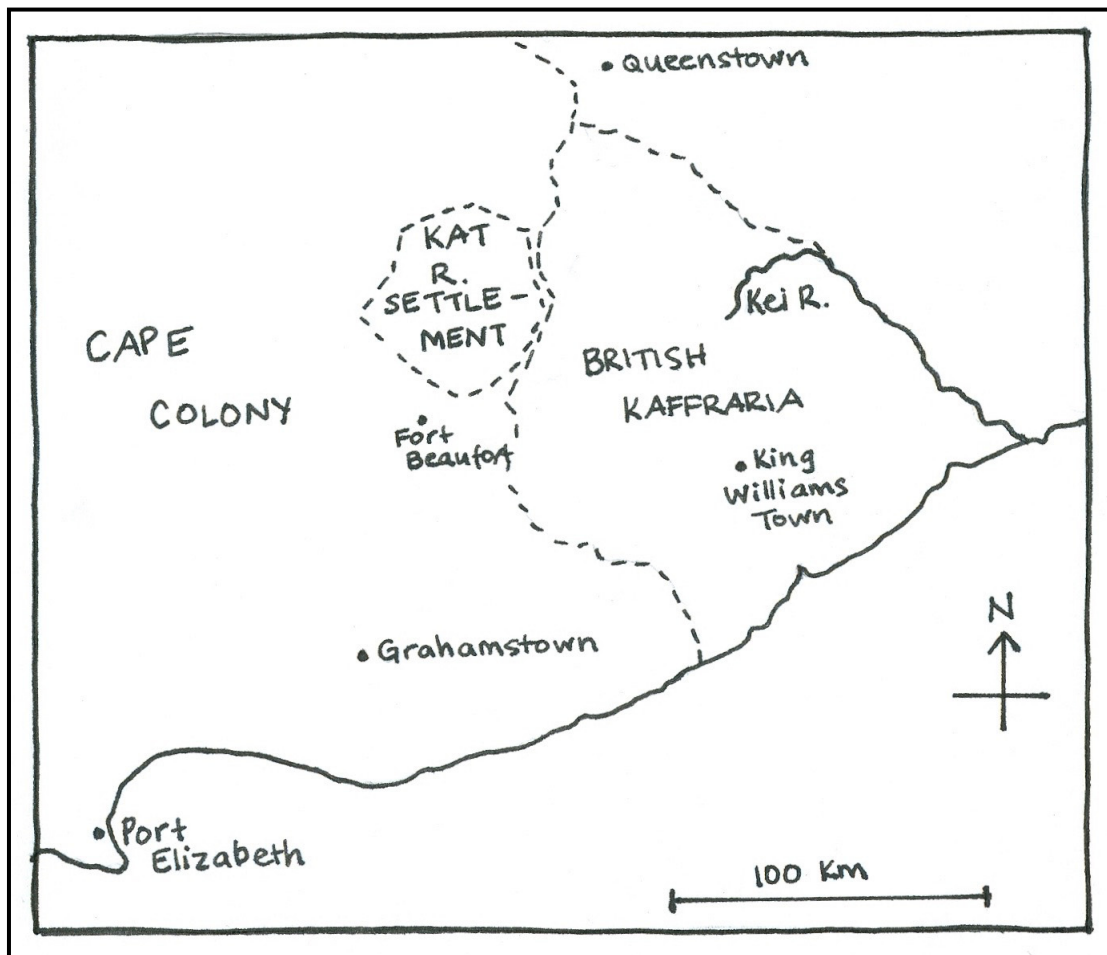 Queenstown
KAT
R.
SETTLE-
MENT
Kei R.
CAPE
COLONY
BRITISH
KAFFRARIA
Fort
Beaufort
King
Williams
Town
N
Grahamstown
Port
Elizabeth
100 Km